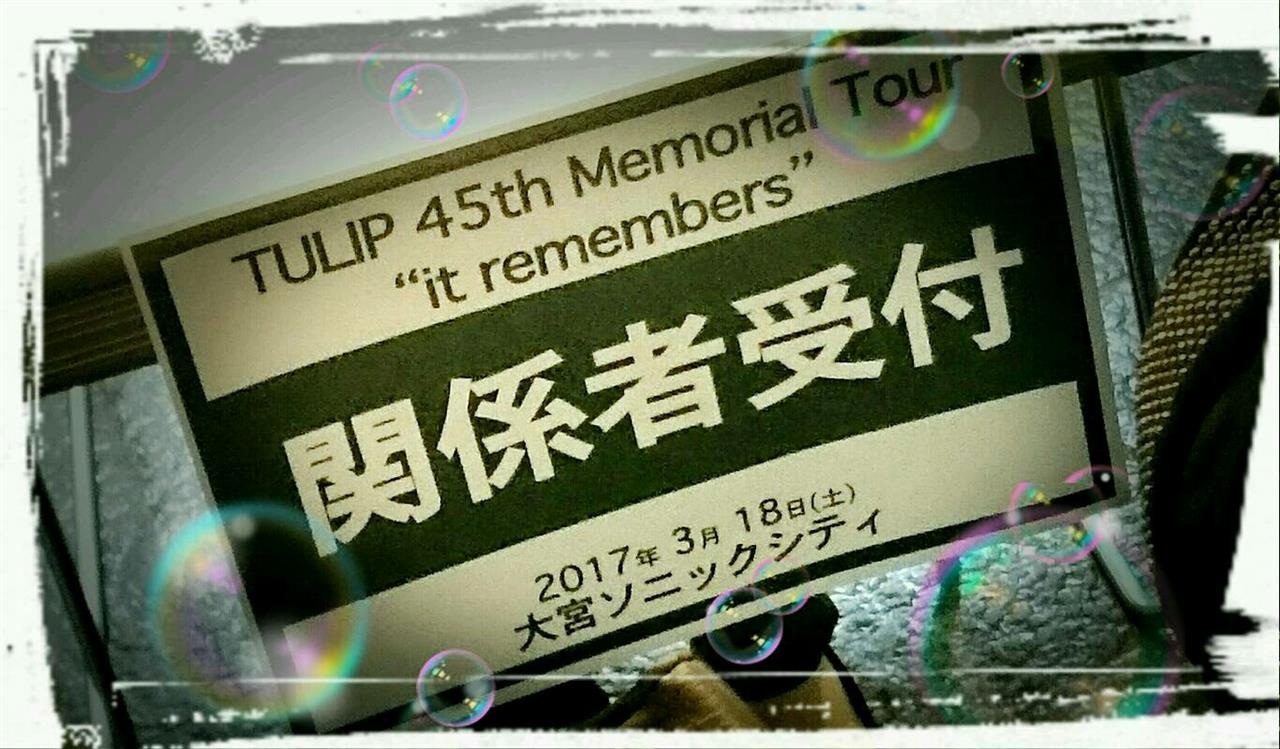 TULIP 45th Memorial Tour
“it remembers”
関係者受付
2017年 3月 18日(土)
大宮ソニックシティ